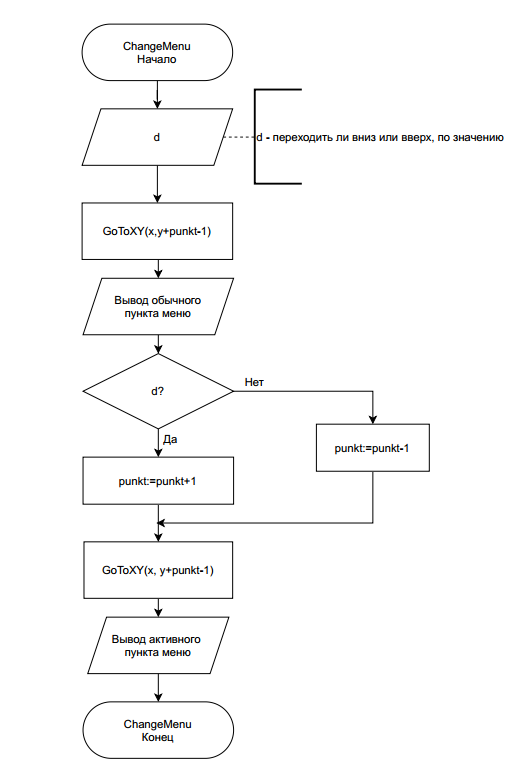 ChangeMenu
Начало
d
d - переходить ли вниз или вверх, по значению
GoToXY(x,y+punkt-1)
Вывод обычного
пункта меню
d?
Нет
Да
punkt:=punkt-1
punkt:=punkt+1
GoToXY(x, y+punkt-1)
Вывод активного
пункта меню
ChangeMenu
Конец